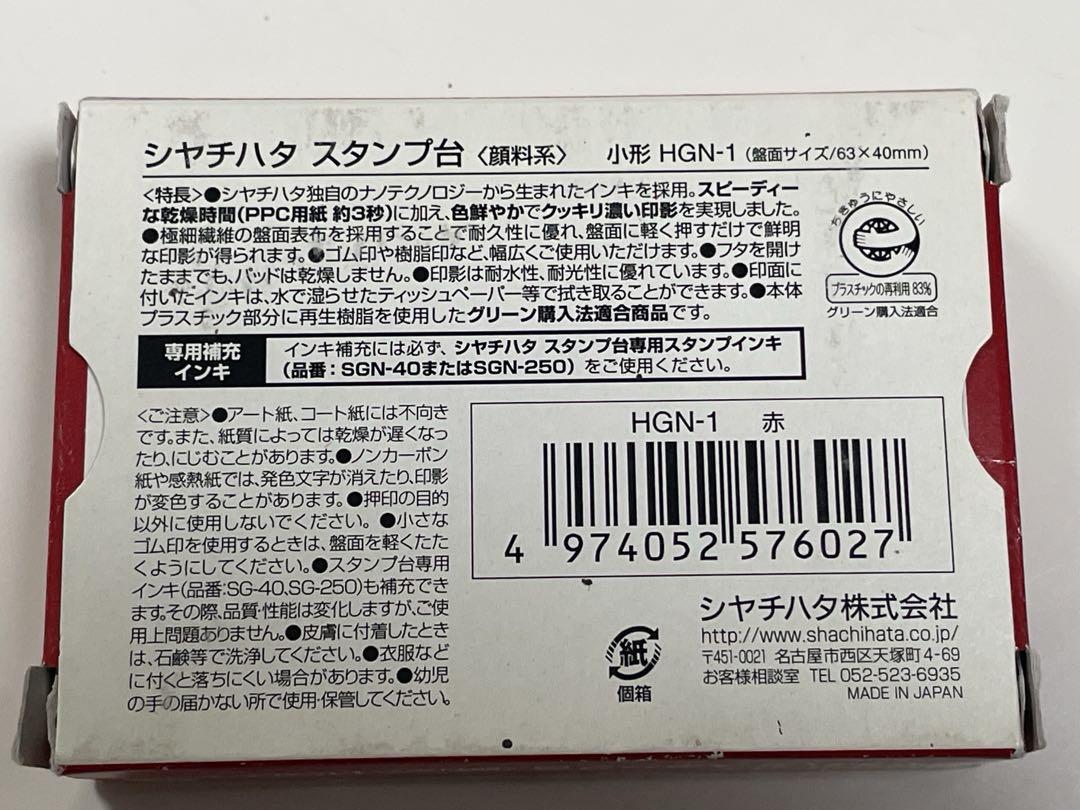 シヤチハタ スタンプ台〈顔料系〉 小形 HGN-1（盤面サイズ/63×40mm）
〈特長〉●シヤチハタ独自のナノテクノロジーから生まれたインキを採用。スピーディー
な乾燥時間(PPC用紙 約3秒)に加え、色鮮やかでクッキリ濃い印影を実現しました。
●極細繊維の盤面表布を採用することで耐久性に優れ、盤面に軽く押すだけで鮮明
な印影が得られます。●ゴム印や樹脂印など、幅広くご使用いただけます。●フタを開け
たままでも、パッドは乾燥しません。●印影は耐水性、耐光性に優れています。●印面に
付いたインキは、水で湿らせたティッシュペーパー等で拭き取ることができます。●本体
プラスチック部分に再生樹脂を使用したグリーン購入法適合商品です。
ちきゅうにやさしい
プラスチックの再利用 83%
グリーン購入法適合
専用補充
インキ
インキ補充には必ず、シヤチハタ スタンプ台専用スタンプインキ
（品番：SGN-40またはSGN-250）をご使用ください。
〈ご注意〉●アート紙、コート紙には不向き
です。また、紙質によっては乾燥が遅くなっ
たり、にじむことがあります。●ノンカーボン
紙や感熱紙では、発色文字が消えたり、印影
が変色することがあります。●押印の目的
以外に使用しないでください。●小さな
ゴム印を使用するときは、盤面を軽くたた
くようにしてください。●スタンプ台専用
インキ(品番:SG-40,SG-250)も補充でき
ます。その際、品質・性能は変化しますが、ご使
用上問題ありません。●皮膚に付着したとき
は、石鹸等で洗浄してください。●衣服など
に付くと落ちにくい場合があります。●幼児
の手の届かない所で使用・保管してください。
HGN-1 赤
4 974052 576027
紙
個箱
シヤチハタ株式会社
http://www.shachihata.co.jp/
〒451-0021 名古屋市西区天塚町4-69
お客様相談室 TEL 052-523-6935
MADE IN JAPAN